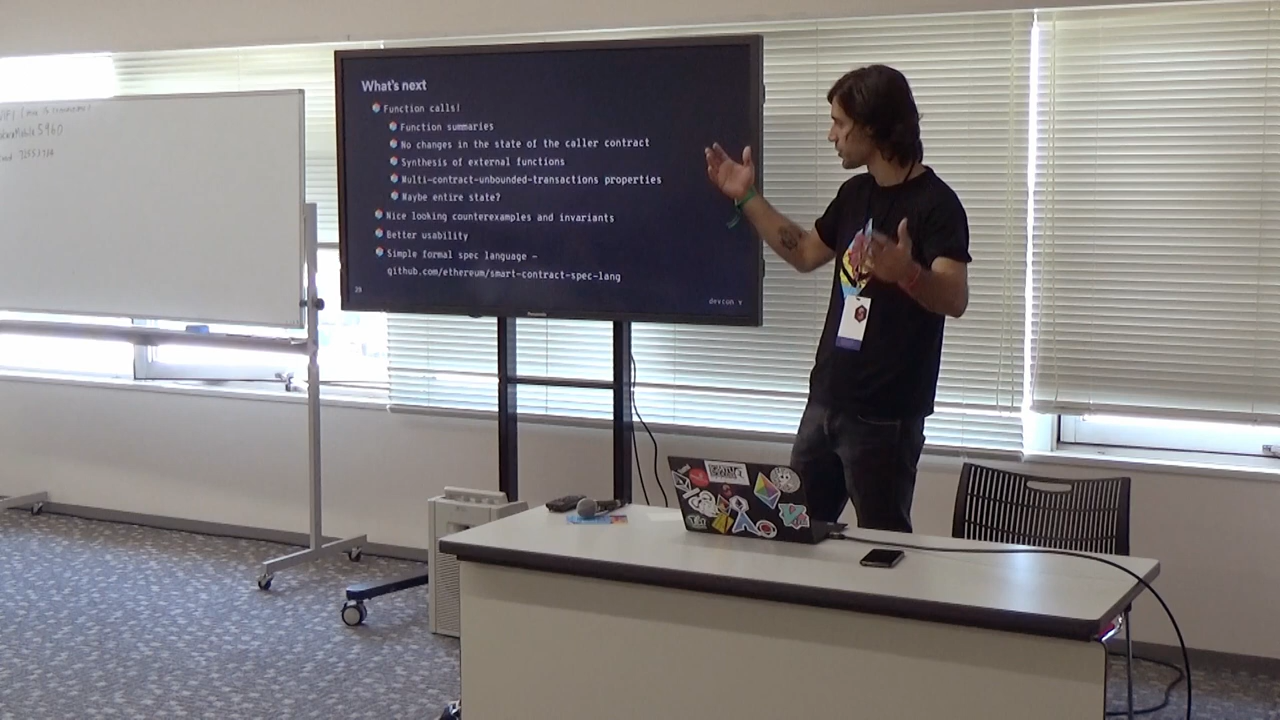 What's next
Function calls!
Function summaries
No changes in the state of the caller contract
Synthesis of external functions
Multi-contract-unbounded-transactions properties
Maybe entire state?
Nice looking counterexamples and invariants
Better usability
Simple formal spec language -
github.com/ethereum/smart-contract-spec-lang
29
devcon v
Panasonic